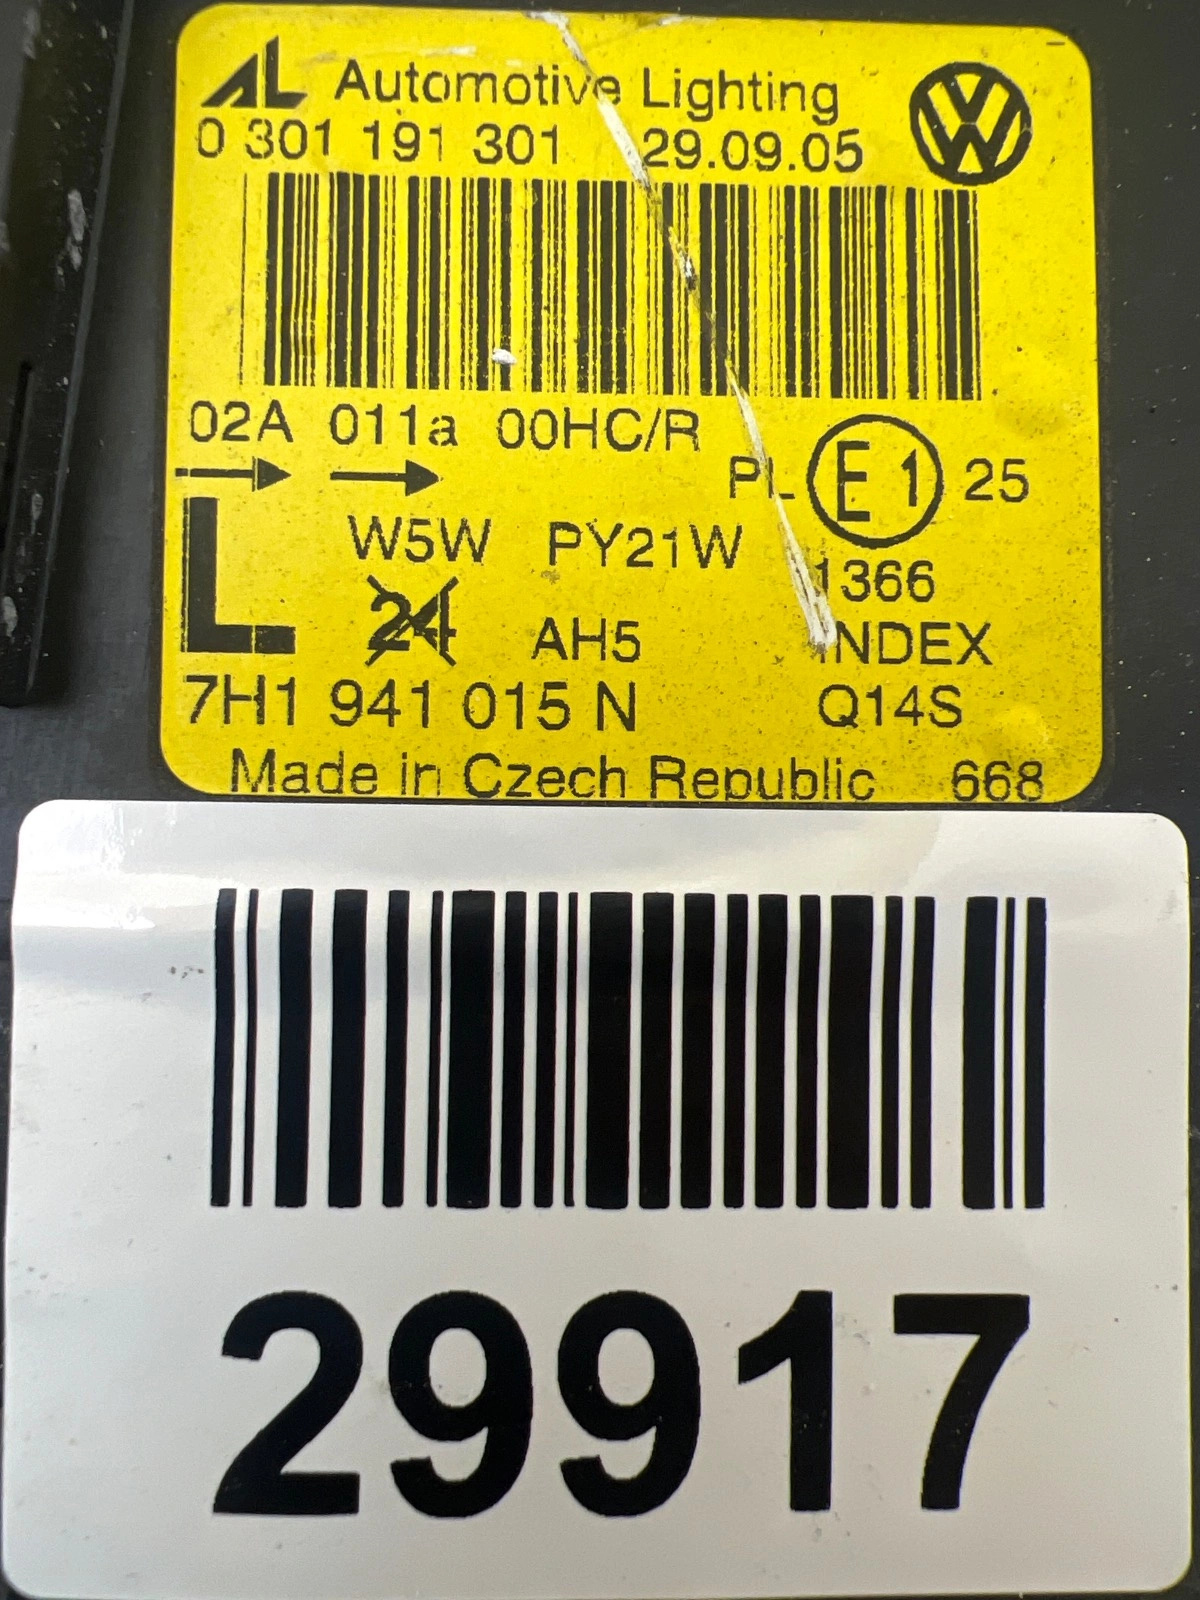 AL Automotive Lighting
0 301 191 301 29.09.05
02A 011a 00HC/R
PL E1 25
L W5W PY21W
1366
24 AH5 INDEX
7H1 941 015 N Q14S
Made in Czech Republic 668
29917